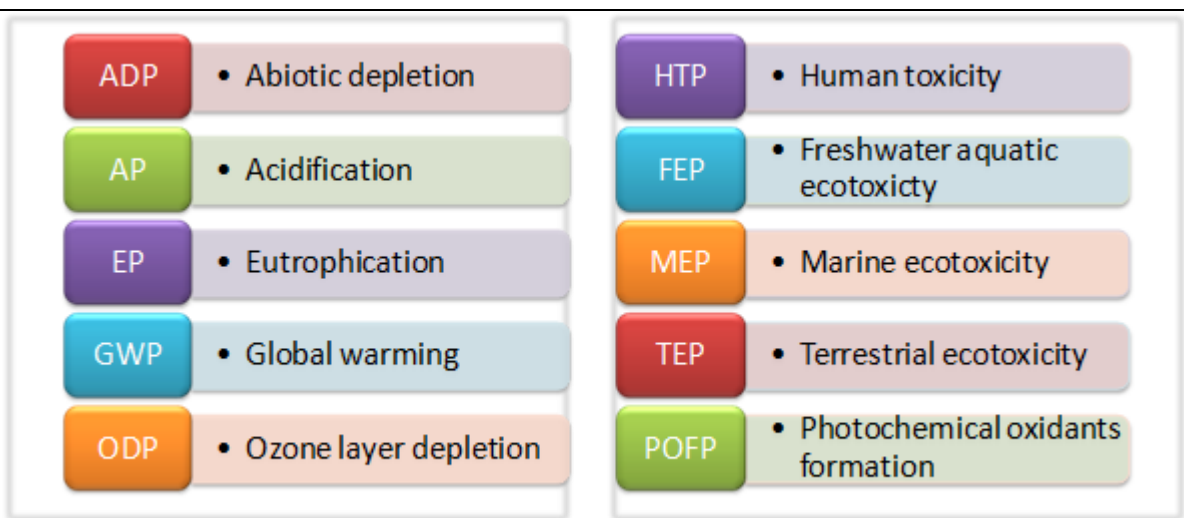 ADP • Abiotic depletion
AP • Acidification
EP • Eutrophication
GWP • Global warming
ODP • Ozone layer depletion
HTP • Human toxicity
FEP • Freshwater aquatic
ecotoxicty
MEP • Marine ecotoxicity
TEP • Terrestrial ecotoxicity
POFP • Photochemical oxidants
formation